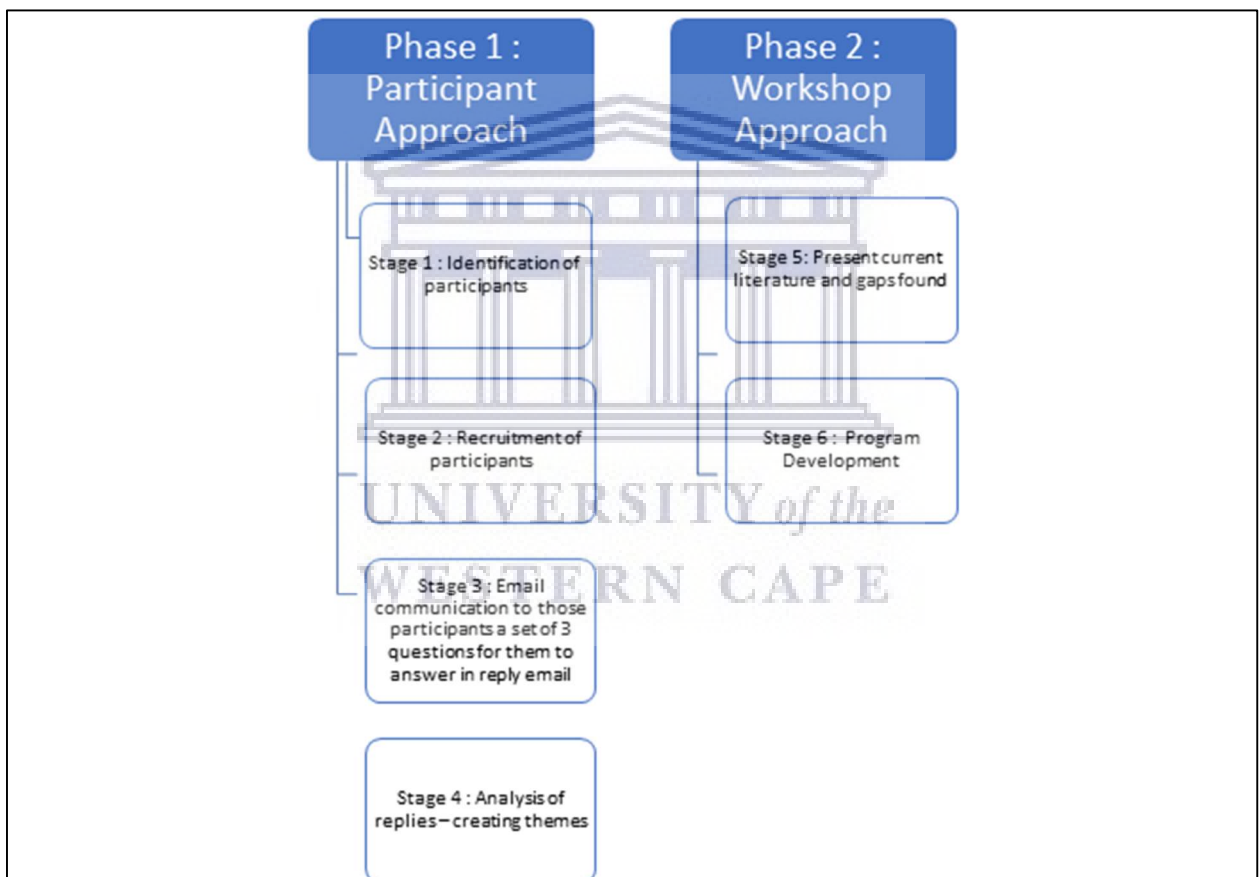 Phase 1 :
Participant
Approach
Stage 1 : Identification of
participants
Stage 2 : Recruitment of
participants
Stage 3 : Email
communication to those
participants a set of 3
questions for them to
answer in reply email
Stage 4 : Analysis of
replies – creating themes
Phase 2 :
Workshop
Approach
Stage 5: Present current
literature and gaps found
Stage 6 : Program
Development
UNIVERSITY of the
WESTERN CAPE